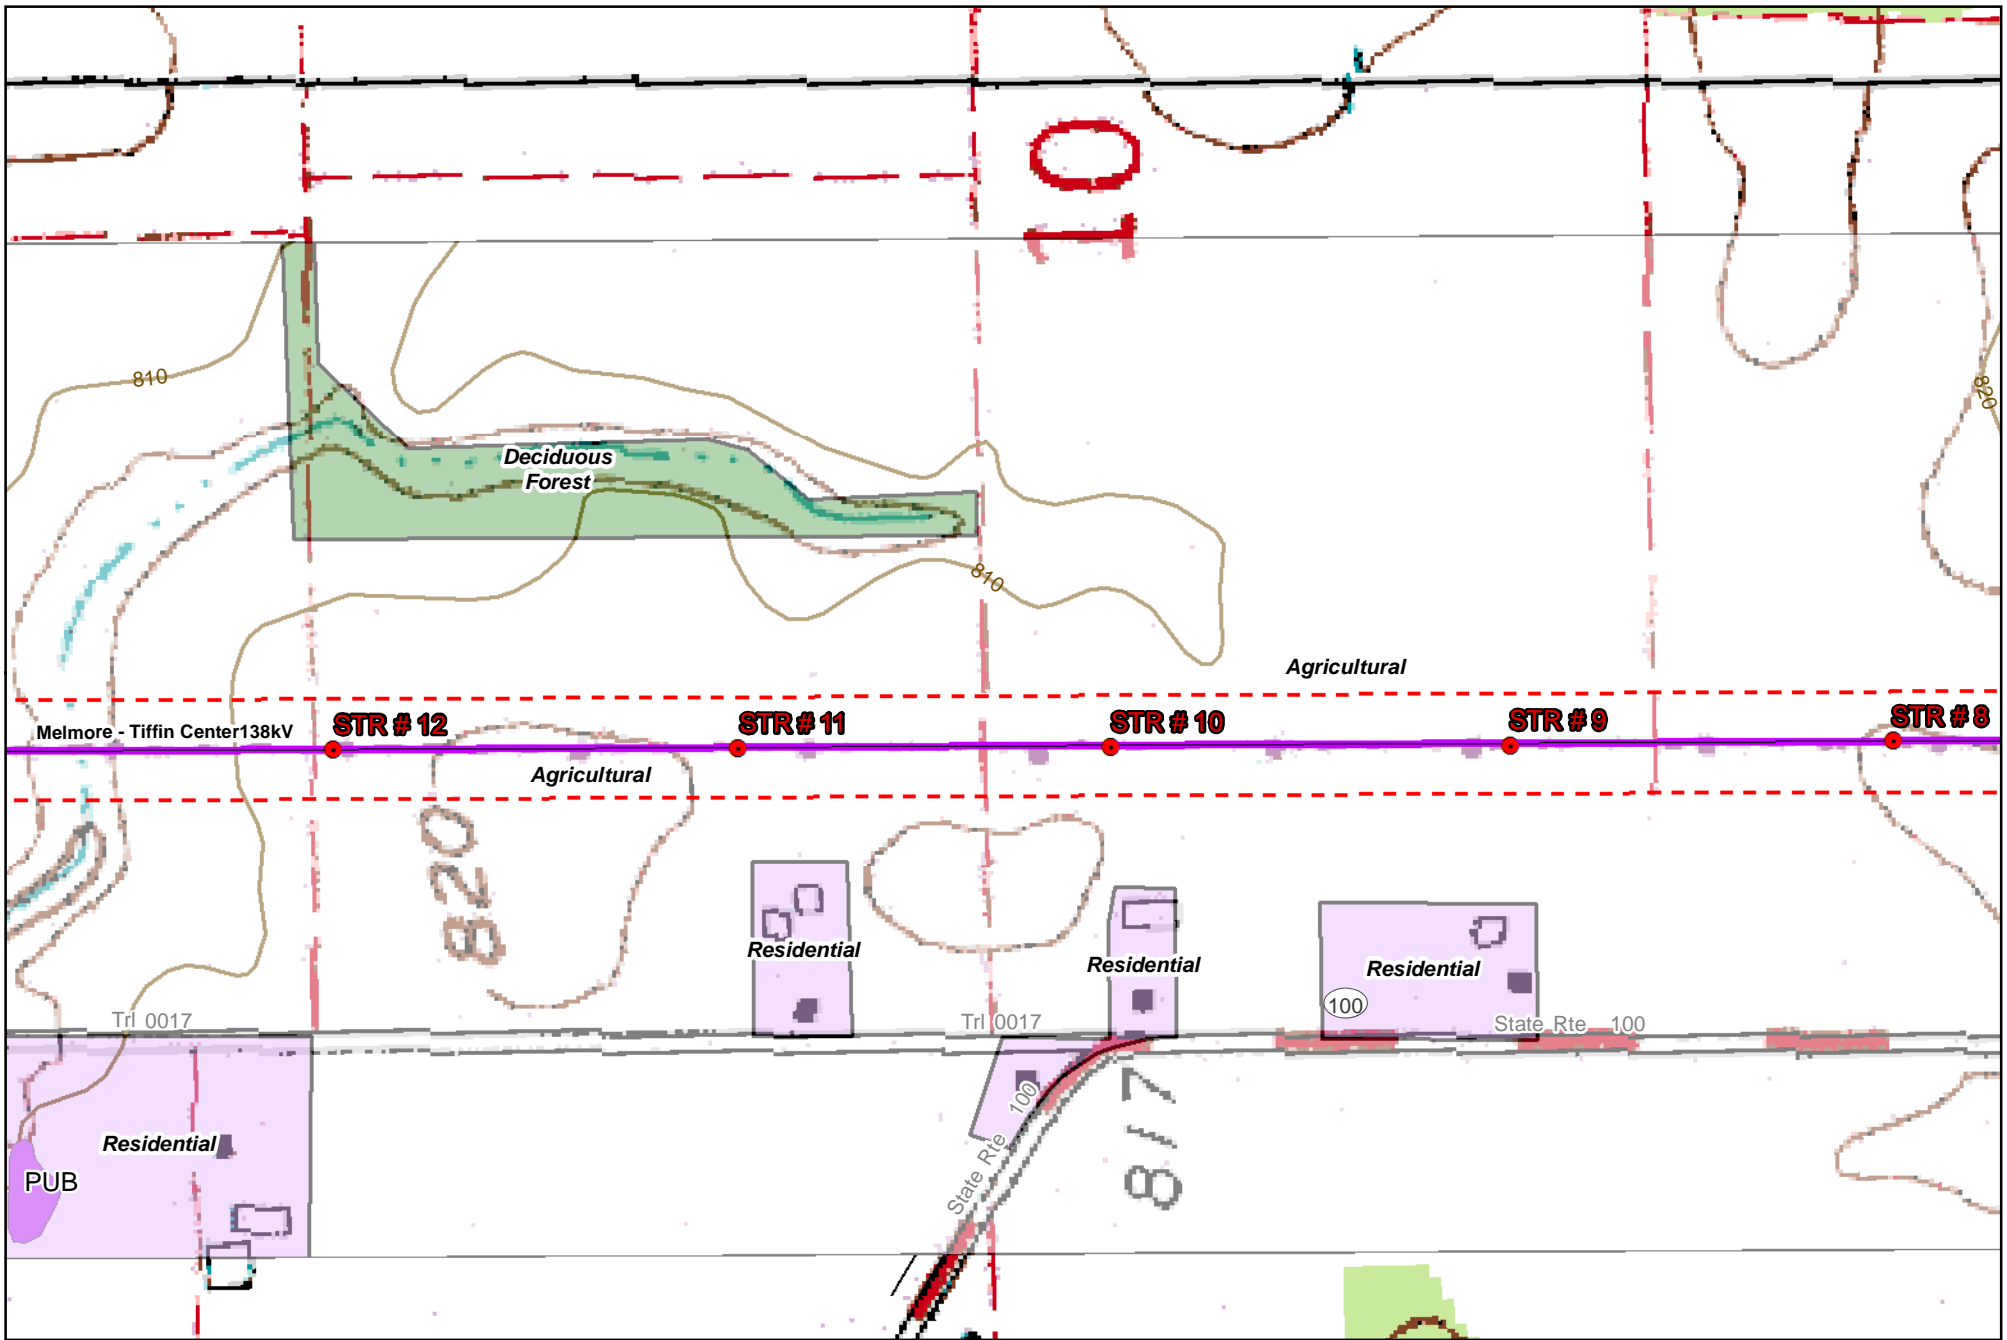 10
810
820
Deciduous
Forest
810
Agricultural
Melmore - Tiffin Center138kV
STR # 12
STR # 11
STR # 10
STR # 9
STR # 8
Agricultural
820
Residential
Residential
Residential
100
Trl 0017
Trl 0017
State Rte 100
817
State Rte 100
Residential
PUB